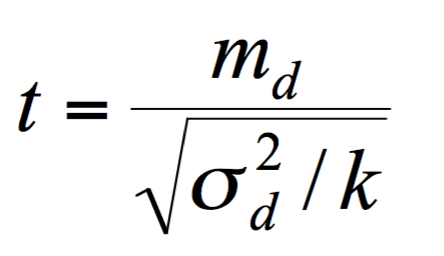 t = m_d / √(σ_d^2 / k)